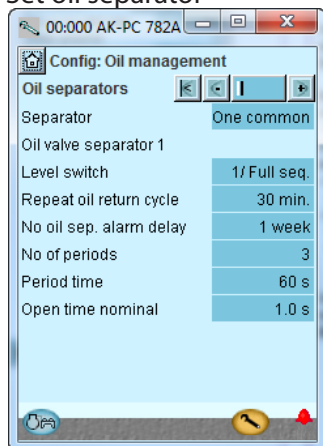 Set oil separator
00:000 AK-PC 782A
Config: Oil management
Oil separators
Separator One common
Oil valve separator 1
Level switch 1/ Full seq.
Repeat oil return cycle 30 min.
No oil sep. alarm delay 1 week
No of periods 3
Period time 60 s
Open time nominal 1.0 s